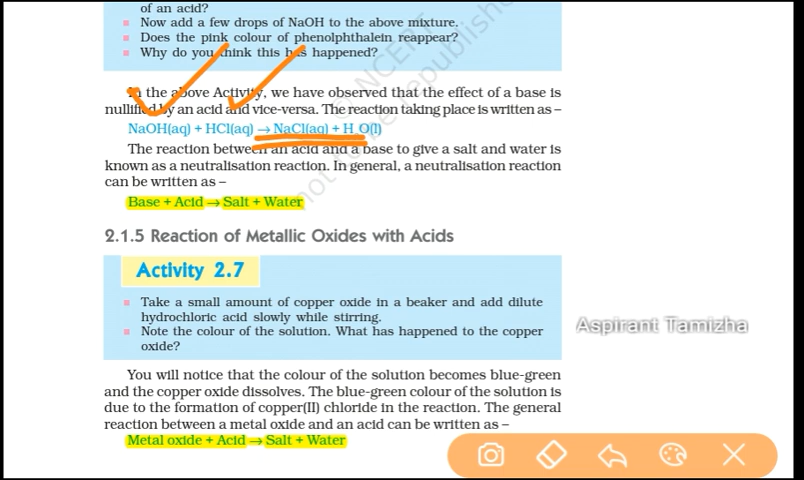 of an acid?
Now add a few drops of NaOH to the above mixture.
Does the pink colour of phenolphthalein reappear?
Why do you think this has happened?
In the above Activity, we have observed that the effect of a base is
nullified by an acid and vice-versa. The reaction taking place is written as –
NaOH(aq) + HCl(aq) → NaCl(aq) + H O(l)
The reaction between an acid and a base to give a salt and water is
known as a neutralisation reaction. In general, a neutralisation reaction
can be written as –
Base + Acid → Salt + Water
2.1.5 Reaction of Metallic Oxides with Acids
Activity 2.7
Take a small amount of copper oxide in a beaker and add dilute
hydrochloric acid slowly while stirring.
Note the colour of the solution. What has happened to the copper
oxide?
Aspirant Tamizha
You will notice that the colour of the solution becomes blue-green
and the copper oxide dissolves. The blue-green colour of the solution is
due to the formation of copper(II) chloride in the reaction. The general
reaction between a metal oxide and an acid can be written as –
Metal oxide + Acid → Salt + Water